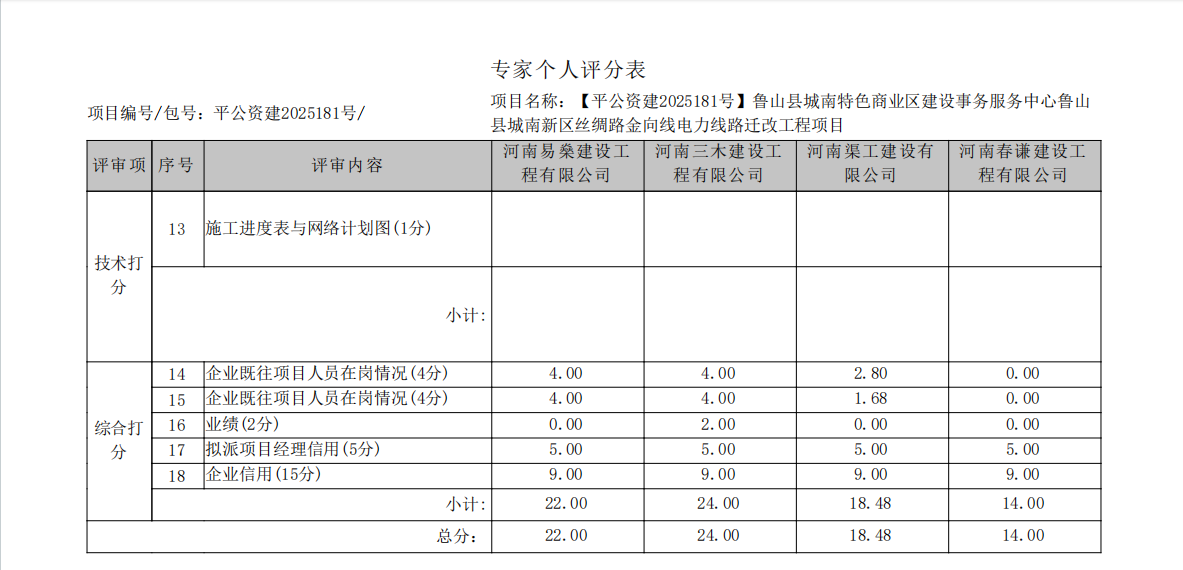 专家个人评分表
项目编号/包号：平公资建2025181号/
项目名称：【平公资建2025181号】鲁山县城南特色商业区建设事务服务中心鲁山
县城南新区丝绸路金向线电力线路迁改工程项目
评审项 序号 评审内容 河南易燊建设工程有限公司 河南三木建设工程有限公司 河南渠工建设有限公司 河南春谦建设工程有限公司
技术打分
13 施工进度表与网络计划图(1分)
小计:
综合打分
14 企业既往项目人员在岗情况(4分) 4.00 4.00 2.80 0.00
15 企业既往项目人员在岗情况(4分) 4.00 4.00 1.68 0.00
16 业绩(2分) 0.00 2.00 0.00 0.00
17 拟派项目经理信用(5分) 5.00 5.00 5.00 5.00
18 企业信用(15分) 9.00 9.00 9.00 9.00
小计: 22.00 24.00 18.48 14.00
总分： 22.00 24.00 18.48 14.00